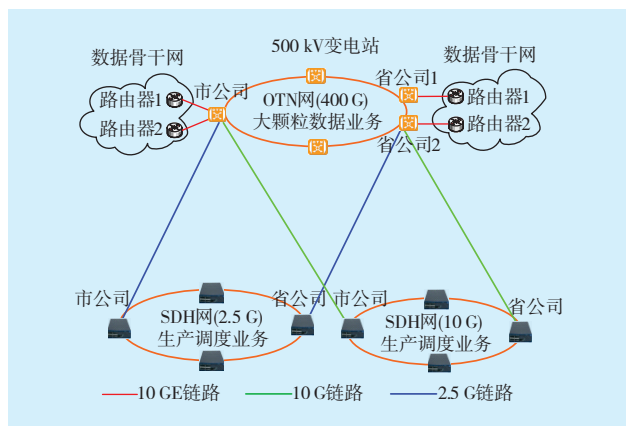 500 kV变电站
数据骨干网
数据骨干网
市公司
省公司1
路由器1
路由器2
OTN网(400 G)
大颗粒数据业务
路由器1
路由器2
省公司2
市公司
省公司
市公司
省公司
SDH网(2.5 G)
生产调度业务
SDH网(10 G)
生产调度业务
10 GE链路
10 G链路
2.5 G链路